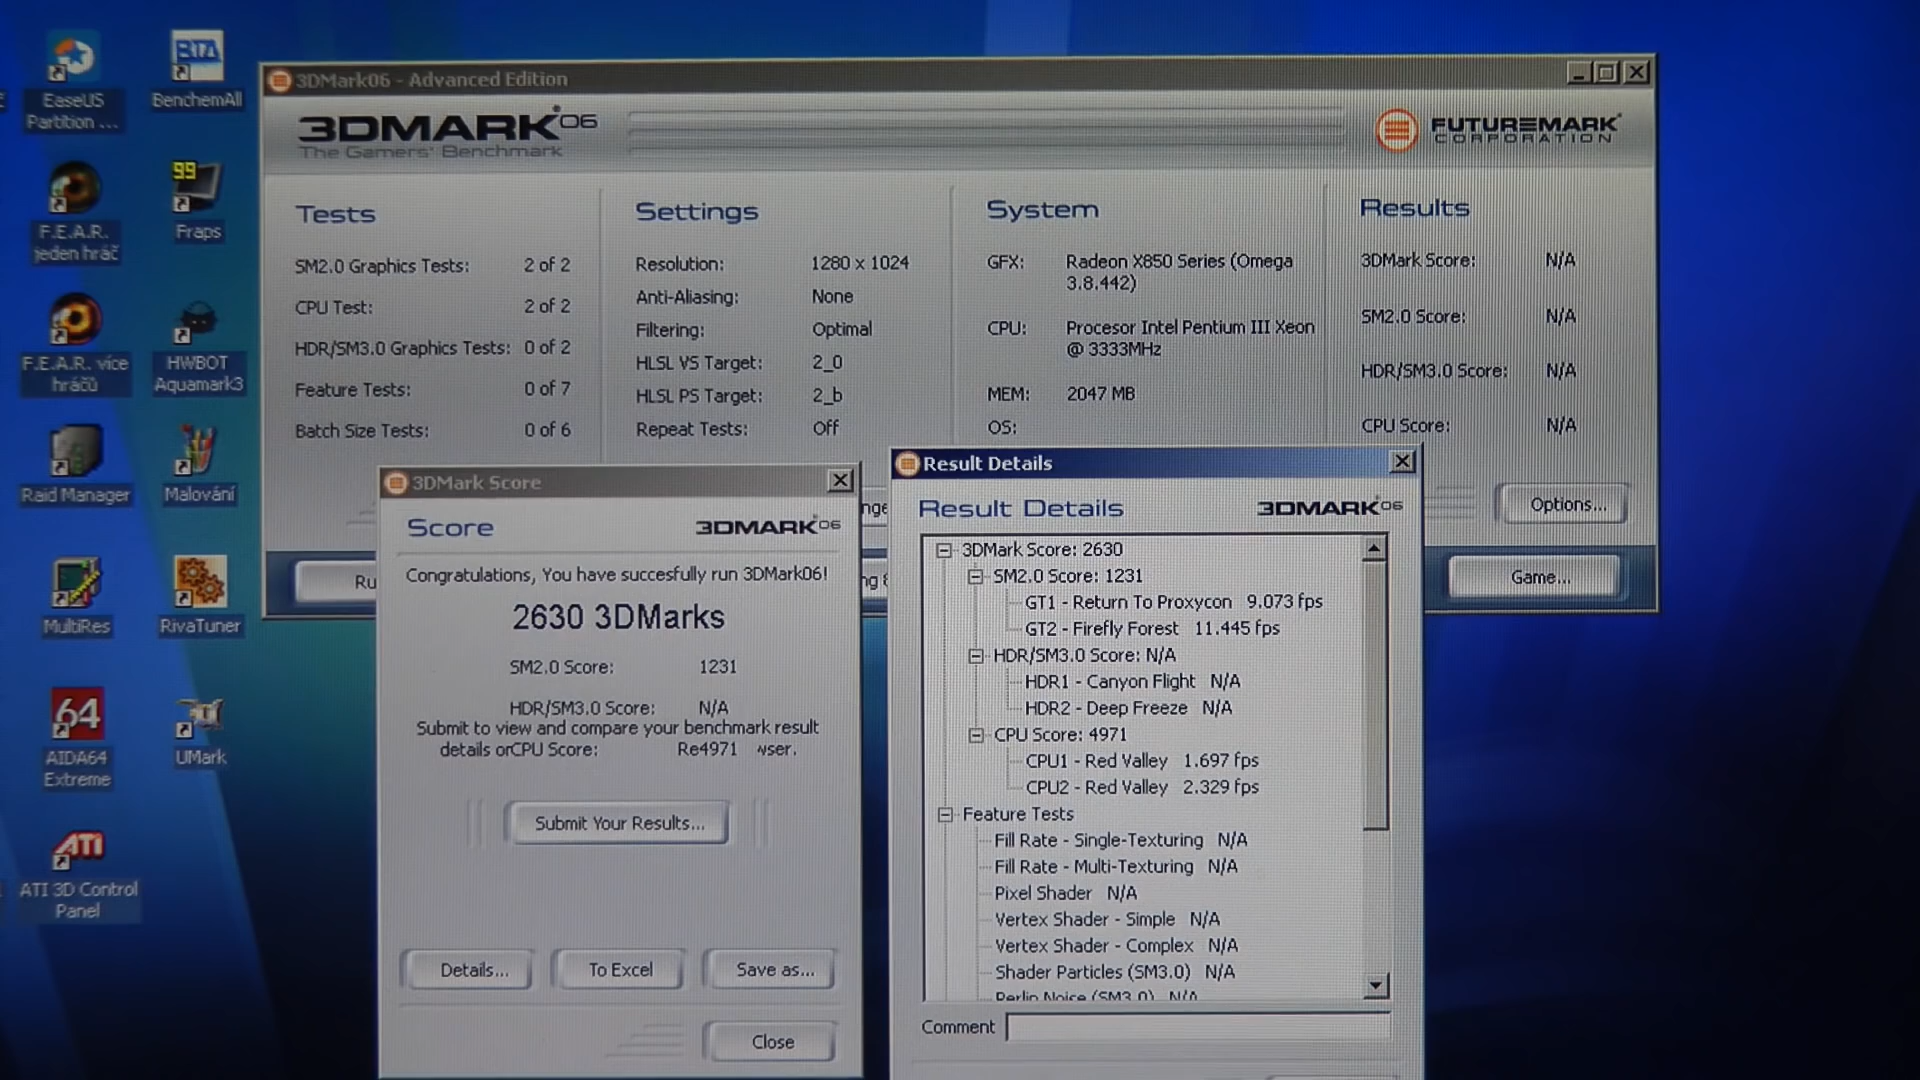 EaseUS
Partition ...
BenchemAll
F.E.A.R.
jeden hráč
99
Fraps
F.E.A.R. více
hráčů
HWBOT
Aquamark3
Raid Manager
Malování
MultiRes
RivaTuner
64
AIDA64
Extreme
UMark
ATI
ATI 3D Control
Panel
3DMark06 - Advanced Edition
3DMARK06
The Gamers' Benchmark
FUTUREMARK
CORPORATION
Tests
SM2.0 Graphics Tests: 2 of 2
CPU Test: 2 of 2
HDR/SM3.0 Graphics Tests: 0 of 2
Feature Tests: 0 of 7
Batch Size Tests: 0 of 6
Settings
Resolution: 1280 x 1024
Anti-Aliasing: None
Filtering: Optimal
HLSL VS Target: 2_0
HLSL PS Target: 2_b
Repeat Tests: Off
System
GFX: Radeon X850 Series (Omega
3.8.442)
CPU: Procesor Intel Pentium III Xeon
@ 3333MHz
MEM: 2047 MB
OS:
Results
3DMark Score: N/A
SM2.0 Score: N/A
HDR/SM3.0 Score: N/A
CPU Score: N/A
Options...
Game...
3DMark Score
Score
3DMARK06
Congratulations, You have succesfully run 3DMark06!
2630 3DMarks
SM2.0 Score: 1231
HDR/SM3.0 Score: N/A
Submit to view and compare your benchmark result
details or CPU Score: Re4971 wser.
Submit Your Results...
Details...
To Excel
Save as...
Close
Result Details
Result Details
3DMARK06
3DMark Score: 2630
SM2.0 Score: 1231
GT1 - Return To Proxycon 9.073 fps
GT2 - Firefly Forest 11.445 fps
HDR/SM3.0 Score: N/A
HDR1 - Canyon Flight N/A
HDR2 - Deep Freeze N/A
CPU Score: 4971
CPU1 - Red Valley 1.697 fps
CPU2 - Red Valley 2.329 fps
Feature Tests
Fill Rate - Single-Texturing N/A
Fill Rate - Multi-Texturing N/A
Pixel Shader N/A
Vertex Shader - Simple N/A
Vertex Shader - Complex N/A
Shader Particles (SM3.0) N/A
Perlin Noise (SM3.0) N/A
Comment